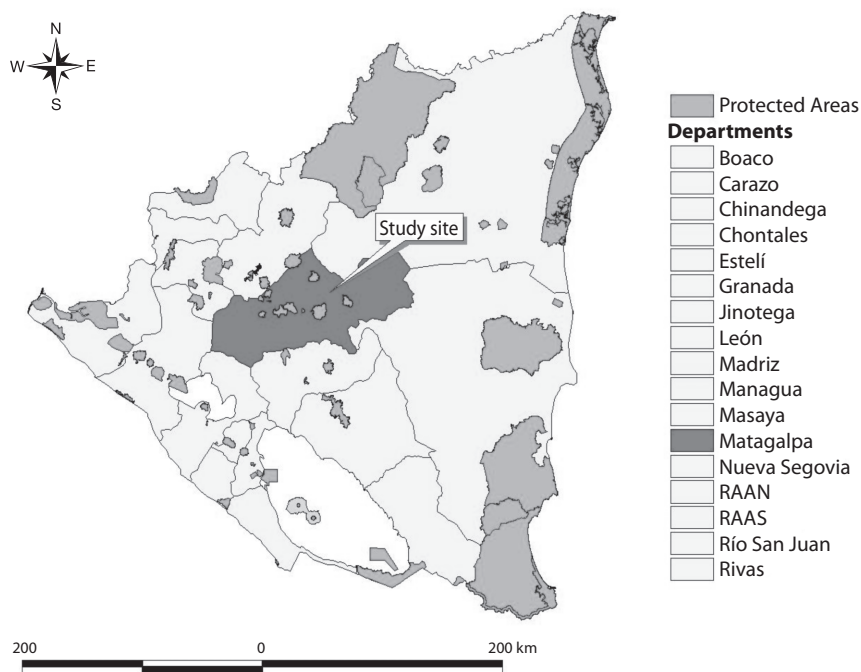 N
W E
S
Study site
Protected Areas
Departments
Boaco
Carazo
Chinandega
Chontales
Estelí
Granada
Jinotega
León
Madriz
Managua
Masaya
Matagalpa
Nueva Segovia
RAAN
RAAS
Río San Juan
Rivas
200 0 200 km